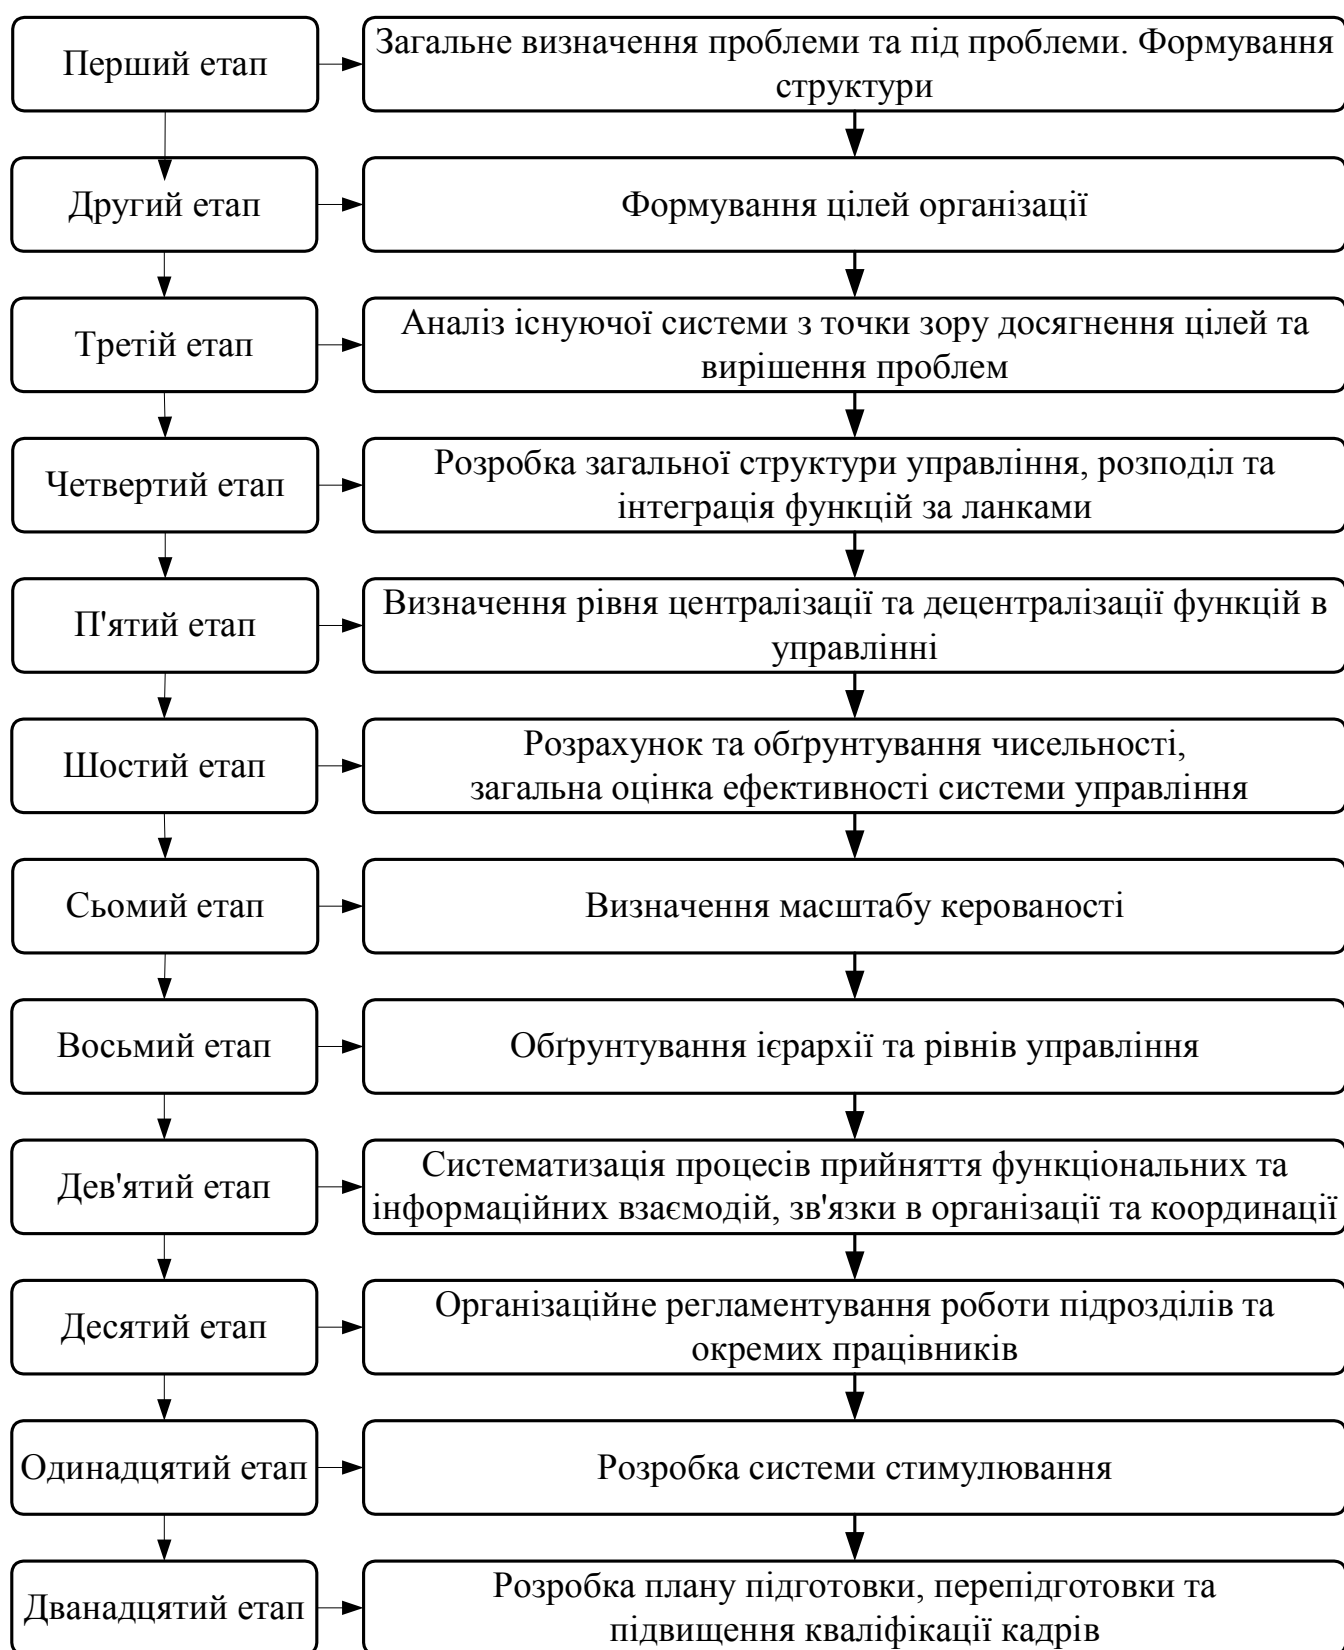 Перший етап
Загальне визначення проблеми та під проблеми. Формування
структури
Другий етап
Формування цілей організації
Третій етап
Аналіз існуючої системи з точки зору досягнення цілей та
вирішення проблем
Четвертий етап
Розробка загальної структури управління, розподіл та
інтеграція функцій за ланками
П'ятий етап
Визначення рівня централізації та децентралізації функцій в
управлінні
Шостий етап
Розрахунок та обґрунтування чисельності,
загальна оцінка ефективності системи управління
Сьомий етап
Визначення масштабу керованості
Восьмий етап
Обґрунтування ієрархії та рівнів управління
Дев'ятий етап
Систематизація процесів прийняття функціональних та
інформаційних взаємодій, зв'язки в організації та координації
Десятий етап
Організаційне регламентування роботи підрозділів та
окремих працівників
Одинадцятий етап
Розробка системи стимулювання
Дванадцятий етап
Розробка плану підготовки, перепідготовки та
підвищення кваліфікації кадрів